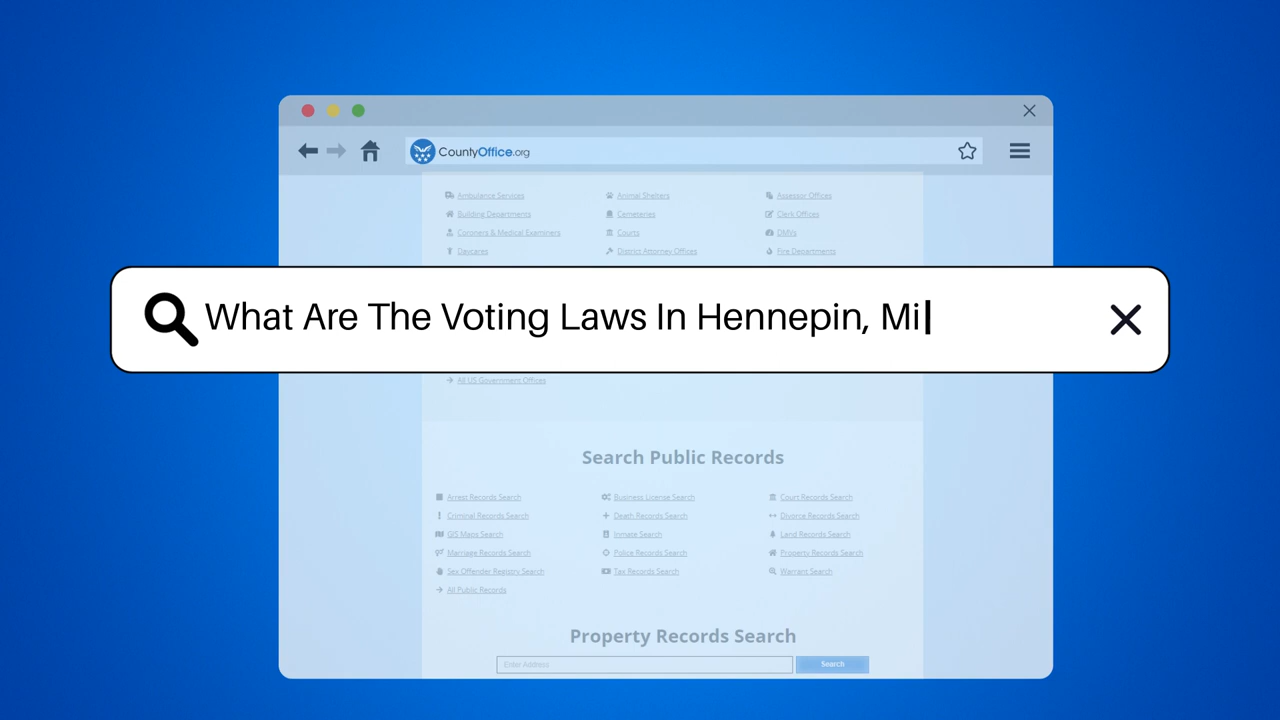 CountyOffice.org
Ambulance Services Animal Shelters Assessor Offices
Building Departments Cemeteries Clerk Offices
Coroners & Medical Examiners Courts DMVs
Daycares District Attorney Offices Fire Departments
What Are The Voting Laws In Hennepin, Mi
All US Government Offices
Search Public Records
Arrest Records Search Business License Search Court Records Search
Criminal Records Search Death Records Search Divorce Records Search
GIS Maps Search Inmate Search Land Records Search
Marriage Records Search Police Records Search Property Records Search
Sex Offender Registry Search Tax Records Search Warrant Search
All Public Records
Property Records Search
Enter Address Search